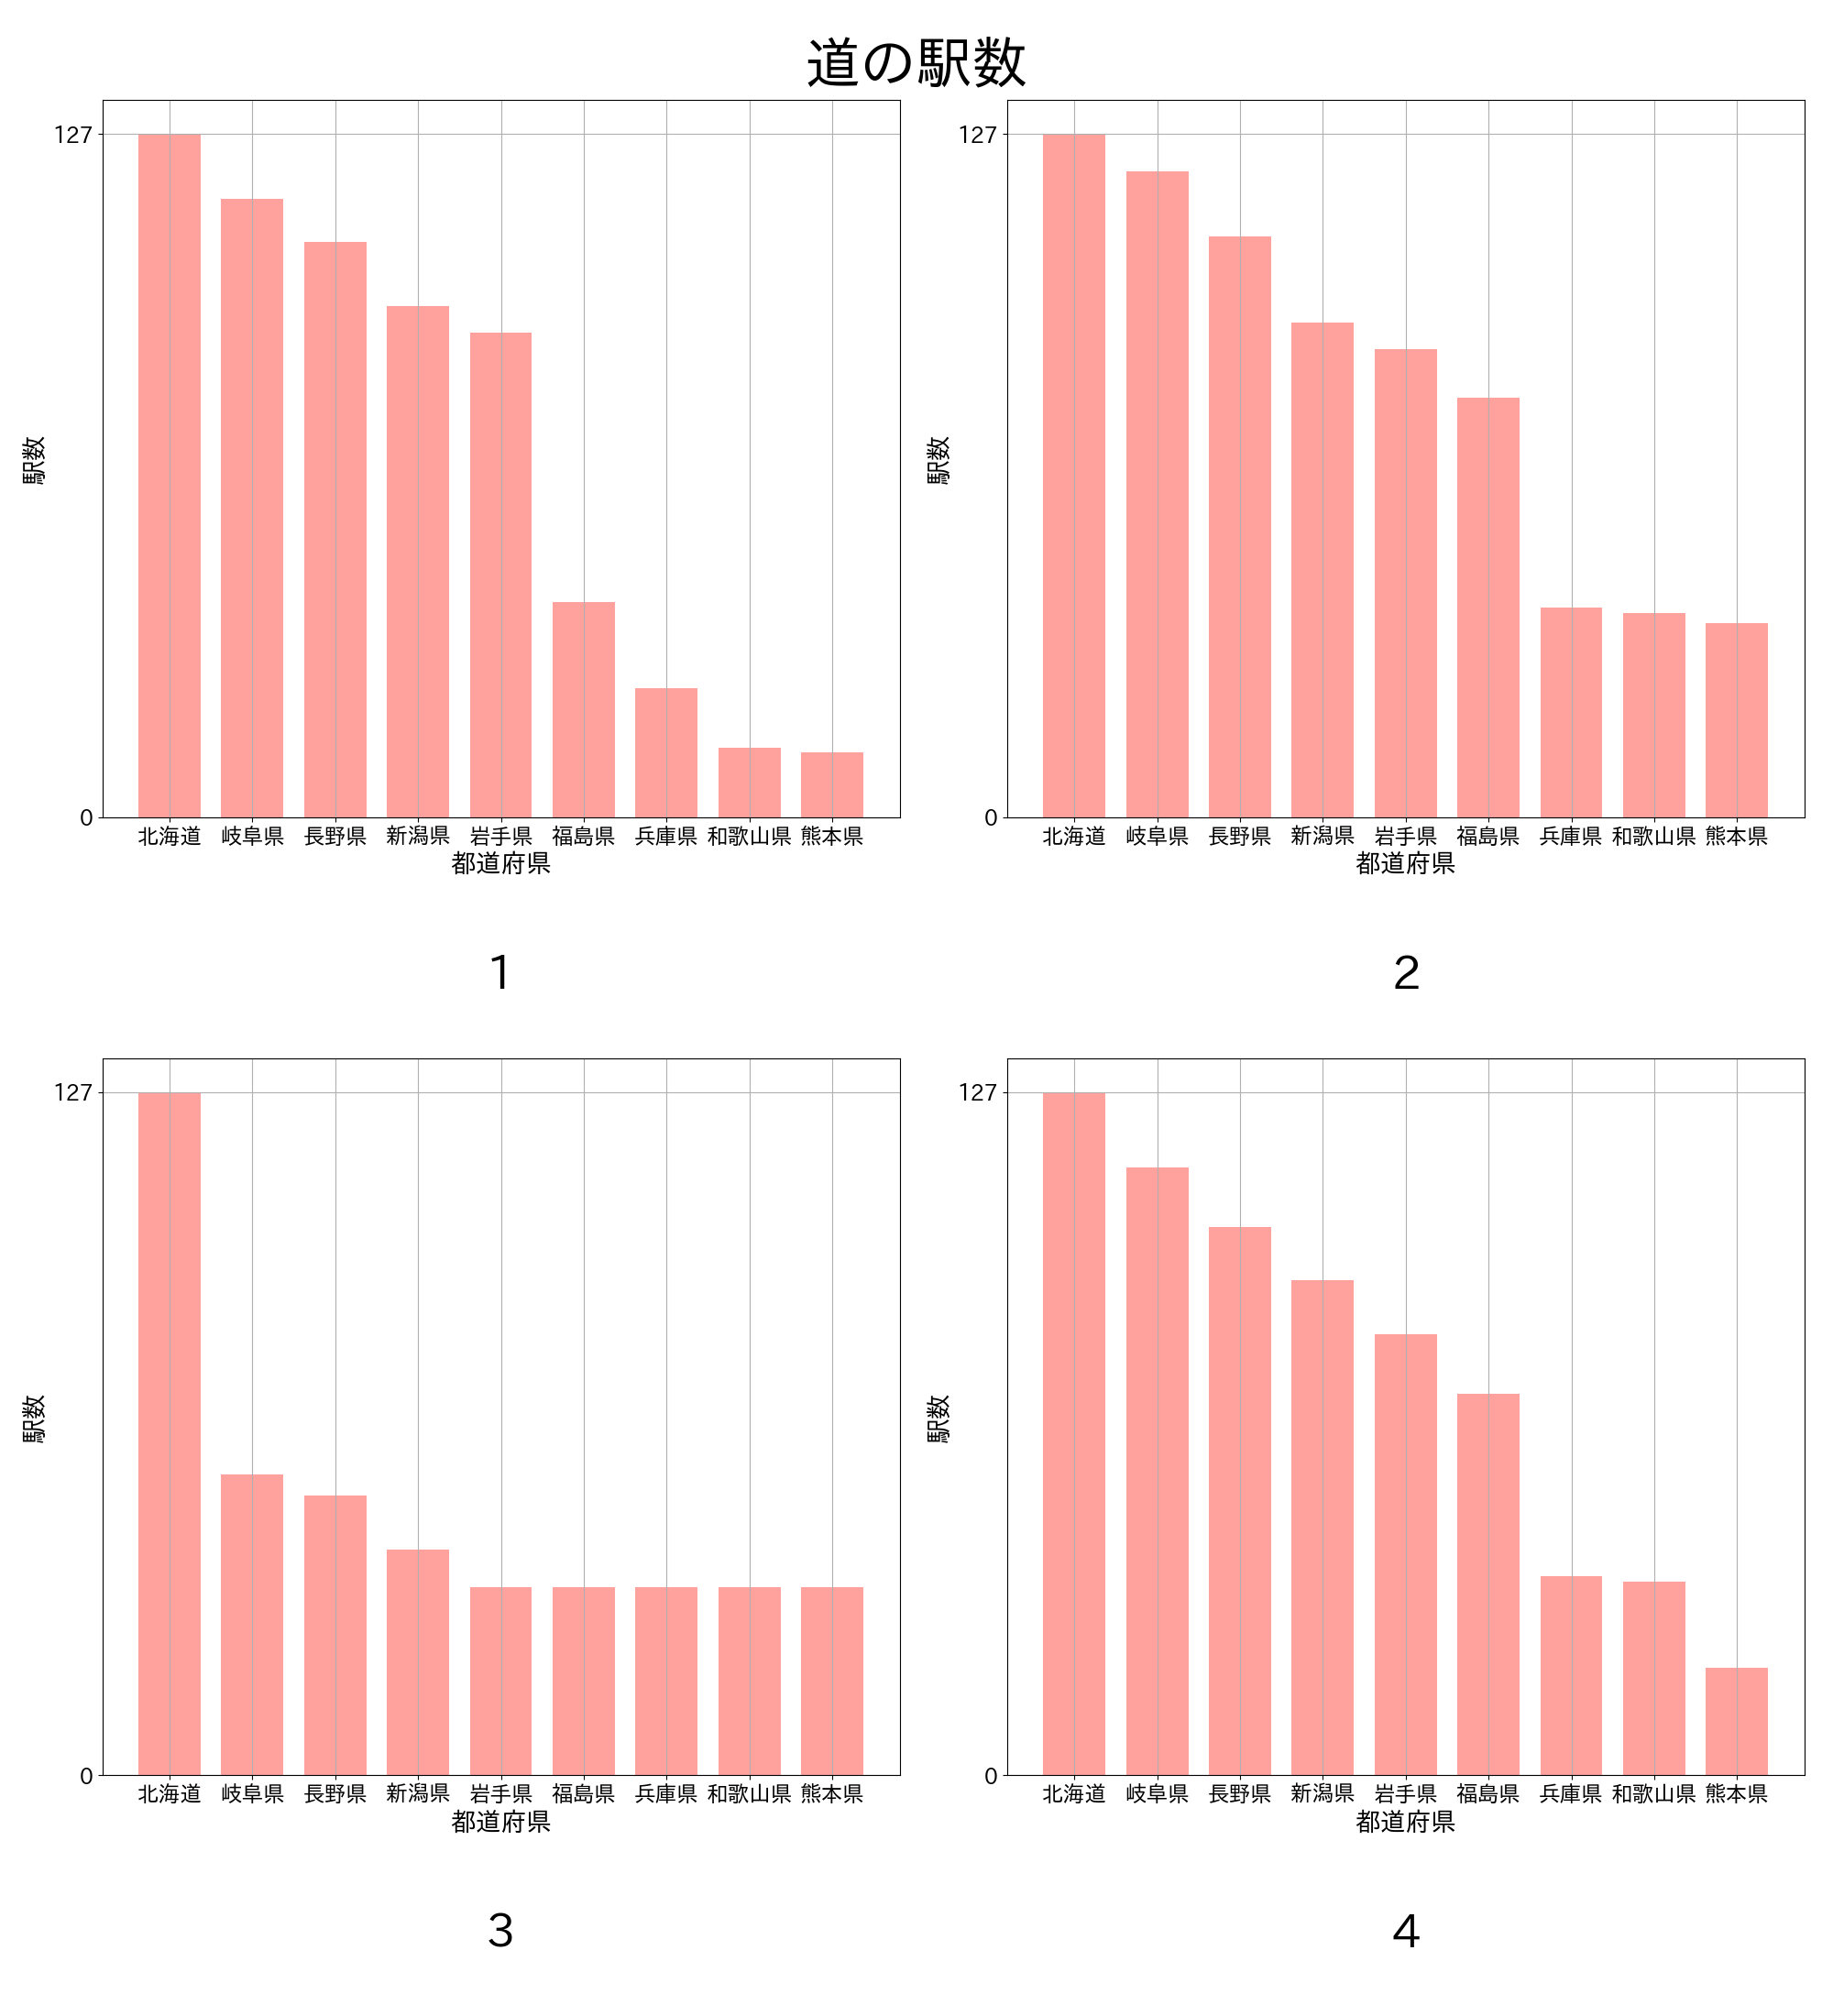 道の駅数
127
0
駅数
北海道 岐阜県 長野県 新潟県 岩手県 福島県 兵庫県 和歌山県 熊本県
都道府県
1
127
0
駅数
北海道 岐阜県 長野県 新潟県 岩手県 福島県 兵庫県 和歌山県 熊本県
都道府県
2
127
0
駅数
北海道 岐阜県 長野県 新潟県 岩手県 福島県 兵庫県 和歌山県 熊本県
都道府県
3
127
0
駅数
北海道 岐阜県 長野県 新潟県 岩手県 福島県 兵庫県 和歌山県 熊本県
都道府県
4